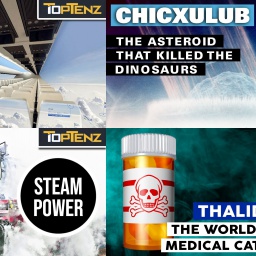 TOPTENZ
CHICXULUB
THE ASTEROID
THAT KILLED THE
DINOSAURS
TOPTENZ
STEAM
POWER
THALI
THE WORLD
MEDICAL CAT